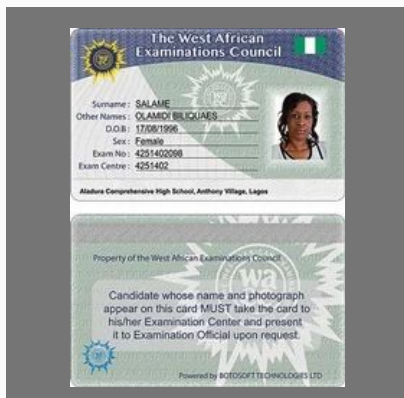 The West African
Examinations Council
Surname : SALAME
Other Names : OLAMIDI BILIQUAES
D.O.B: 17/08/1996
Sex : Female
Exam No : 4251402098
Exam Centre : 4251402
Aladura Comprehensive High School, Anthony Village, Lagos
Property of the West African Examinations Council
Candidate whose name and photograph
appear on this card MUST take the card to
his/her Examination Center and present
it to Examination Official upon request.
Powered by BOTOSOFT TECHNOLOGIES LTD